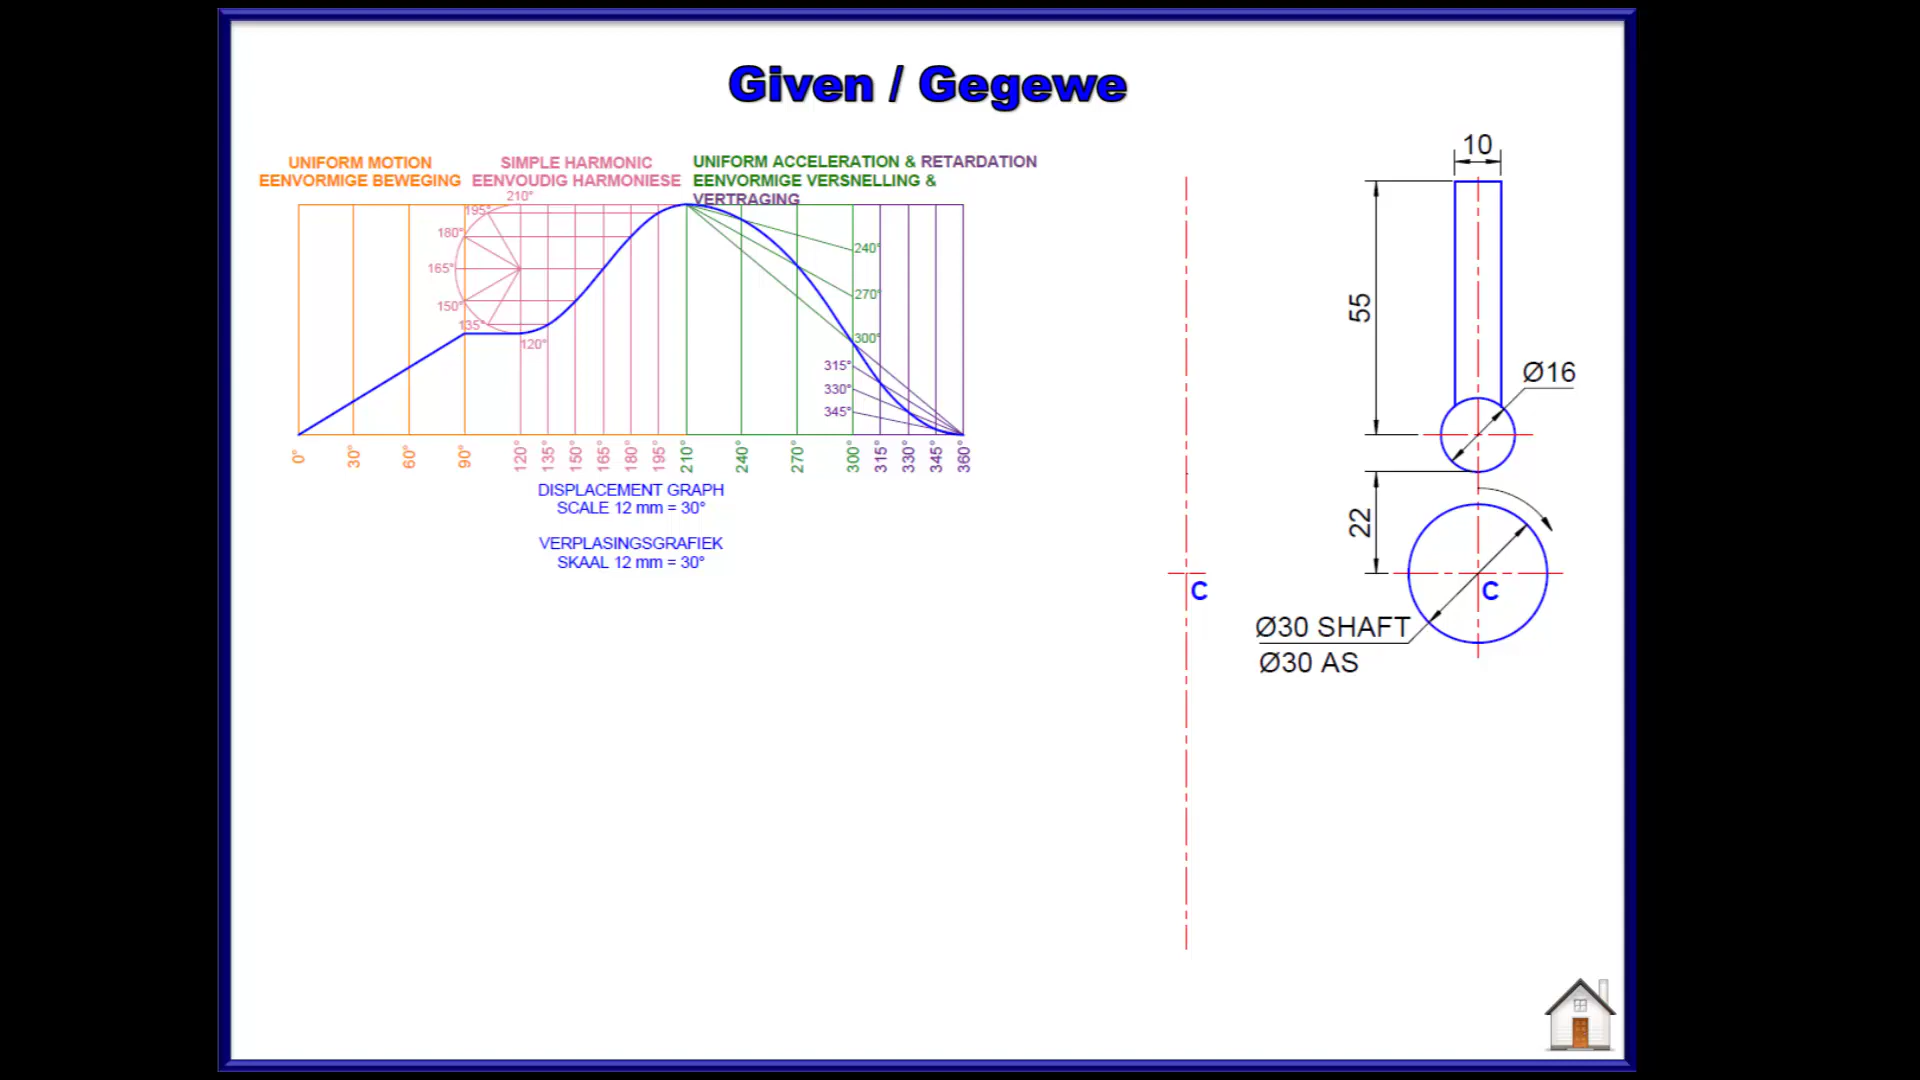 Given / Gegewe
UNIFORM MOTION
EENVORMIGE BEWEGING
SIMPLE HARMONIC
EENVOUDIG HARMONIESE
UNIFORM ACCELERATION & RETARDATION
EENVORMIGE VERSNELLING &
VERTRAGING
210°
195°
180°
165°
150°
135°
120°
240°
270°
300°
315°
330°
345°
0°
30°
60°
90°
120°
135°
150°
165°
180°
195°
210°
240°
270°
300°
315°
330°
345°
360°
DISPLACEMENT GRAPH
SCALE 12 mm = 30°
VERPLASINGSGRAFIEK
SKAAL 12 mm = 30°
C
10
55
Ø16
22
C
Ø30 SHAFT
Ø30 AS